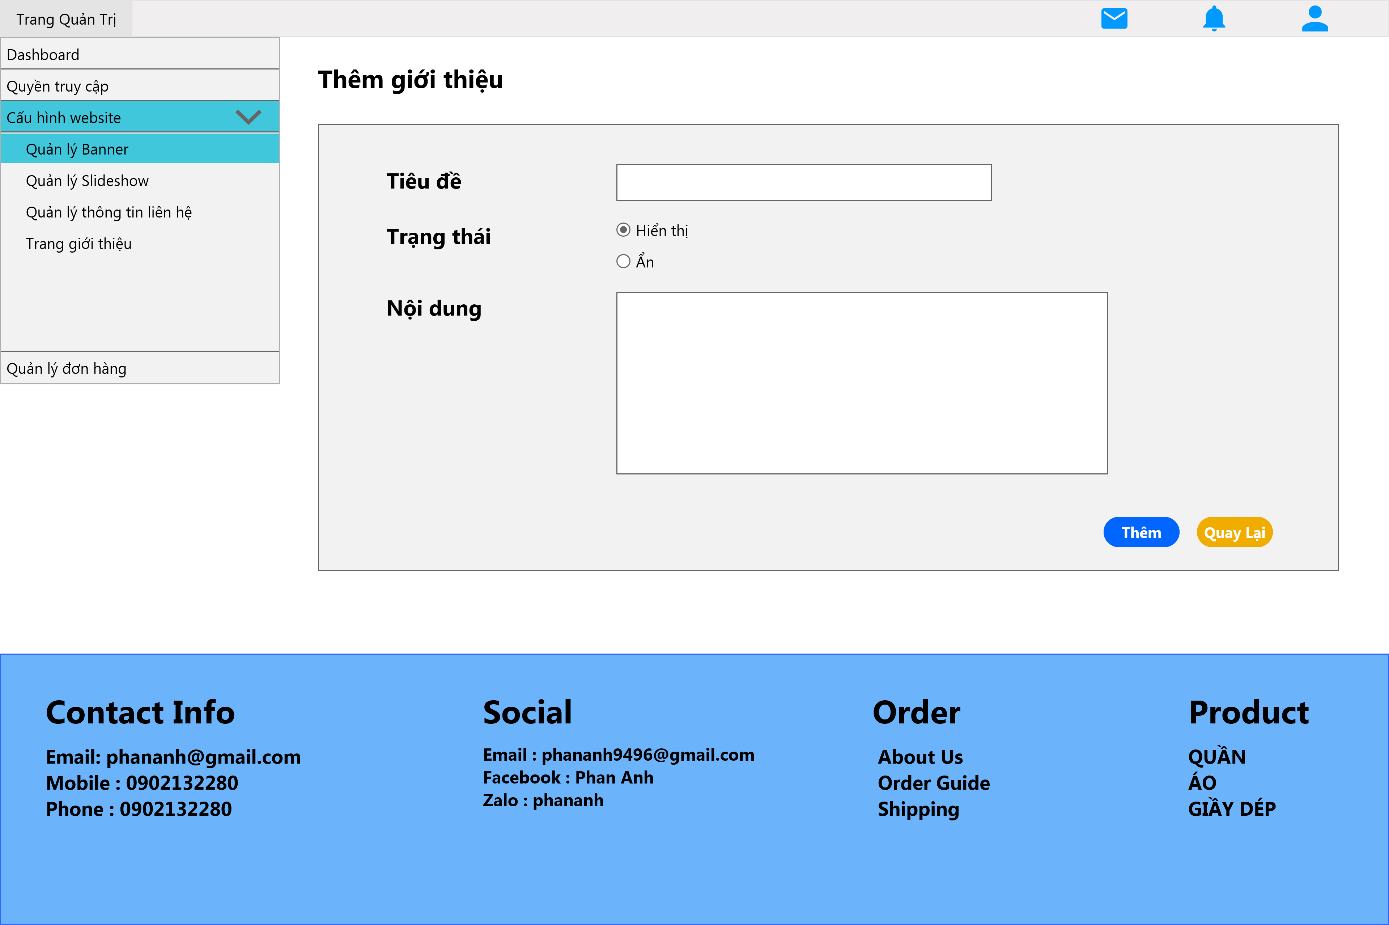 Trang Quản Trị
Dashboard
Quyền truy cập
Cấu hình website
Quản lý Banner
Quản lý Slideshow
Quản lý thông tin liên hệ
Trang giới thiệu
Quản lý đơn hàng
Thêm giới thiệu
Tiêu đề
Trạng thái
Hiển thị
Ẩn
Nội dung
Thêm
Quay Lại
Contact Info
Email: phananh@gmail.com
Mobile : 0902132280
Phone : 0902132280
Social
Email : phananh9496@gmail.com
Facebook : Phan Anh
Zalo : phananh
Order
About Us
Order Guide
Shipping
Product
QUẦN
ÁO
GIẦY DÉP